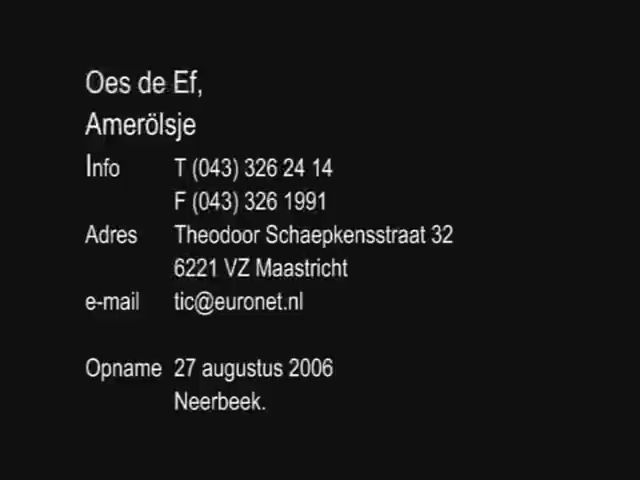 Oes de Ef,
Amerölsje
Info T (043) 326 24 14
F (043) 326 1991
Adres Theodoor Schaepkensstraat 32
6221 VZ Maastricht
e-mail tic@euronet.nl
Opname 27 augustus 2006
Neerbeek.